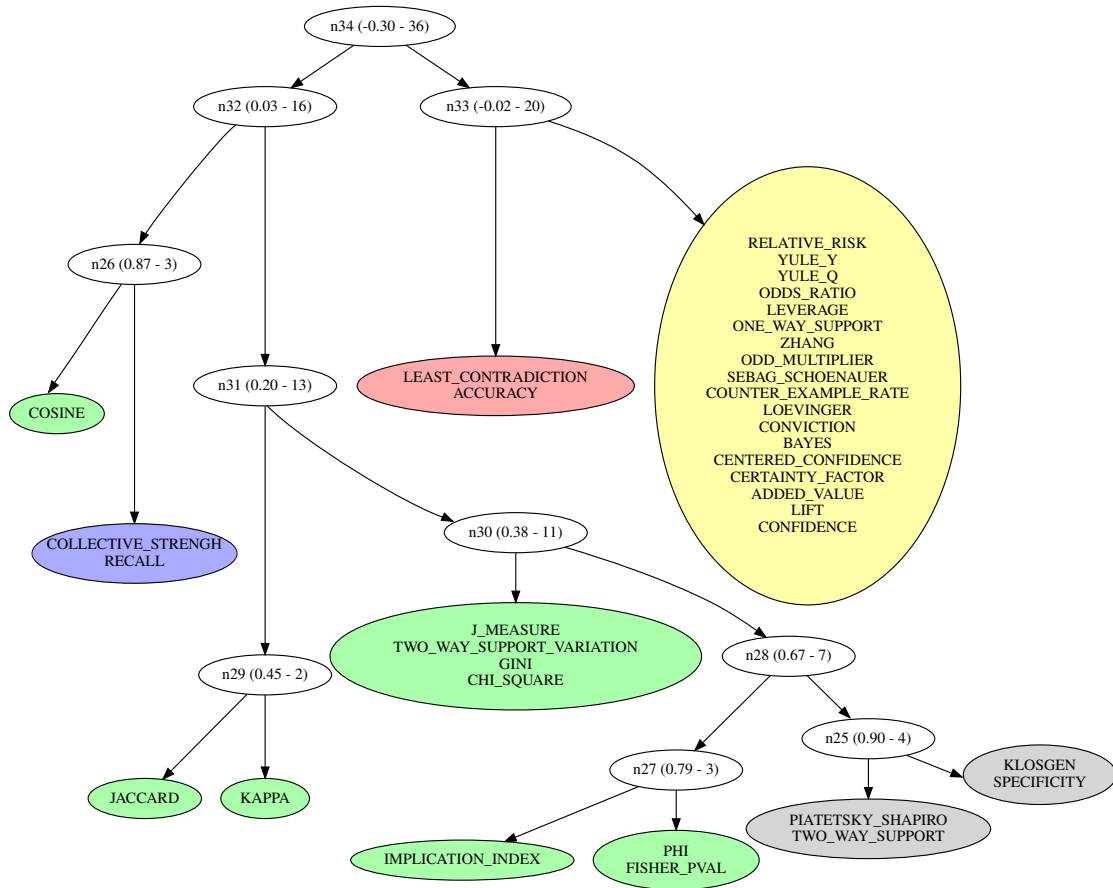 n34 (-0.30 - 36)
n32 (0.03 - 16)
n33 (-0.02 - 20)
n26 (0.87 - 3)
RELATIVE_RISK
YULE_Y
YULE_Q
ODDS_RATIO
LEVERAGE
ONE_WAY_SUPPORT
ZHANG
ODD_MULTIPLIER
SEBAG_SCHOENAUER
COUNTER_EXAMPLE_RATE
LOEVINGER
CONVICTION
BAYES
CENTERED_CONFIDENCE
CERTAINTY_FACTOR
ADDED_VALUE
LIFT
CONFIDENCE
n31 (0.20 - 13)
LEAST_CONTRADICTION
ACCURACY
COSINE
n30 (0.38 - 11)
COLLECTIVE_STRENGH
RECALL
J_MEASURE
TWO_WAY_SUPPORT_VARIATION
GINI
CHI_SQUARE
n28 (0.67 - 7)
n29 (0.45 - 2)
n25 (0.90 - 4)
n27 (0.79 - 3)
KLOSGEN
SPECIFICITY
JACCARD
KAPPA
PIATETSKY_SHAPIRO
TWO_WAY_SUPPORT
IMPLICATION_INDEX
PHI
FISHER_PVAL